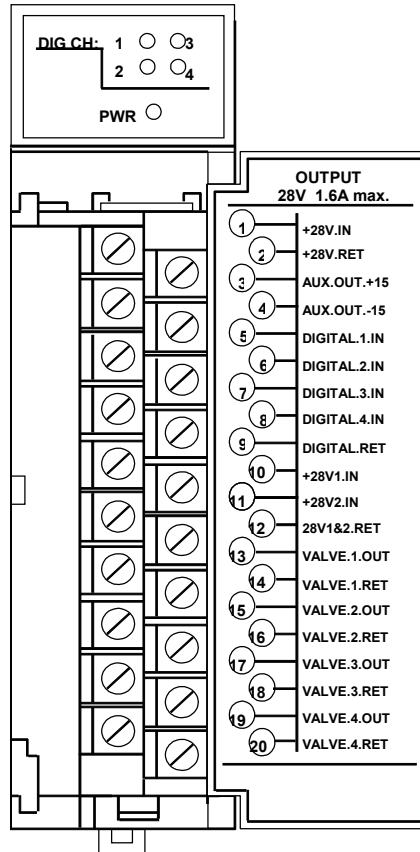 DIG CH: 1 3
2 4
PWR
OUTPUT
28V 1.6A max.
1 +28V.IN
2 +28V.RET
3 AUX.OUT.+15
4 AUX.OUT.-15
5 DIGITAL.1.IN
6 DIGITAL.2.IN
7 DIGITAL.3.IN
8 DIGITAL.4.IN
9 DIGITAL.RET
10 +28V1.IN
11 +28V2.IN
12 28V1&2.RET
13 VALVE.1.OUT
14 VALVE.1.RET
15 VALVE.2.OUT
16 VALVE.2.RET
17 VALVE.3.OUT
18 VALVE.3.RET
19 VALVE.4.OUT
20 VALVE.4.RET